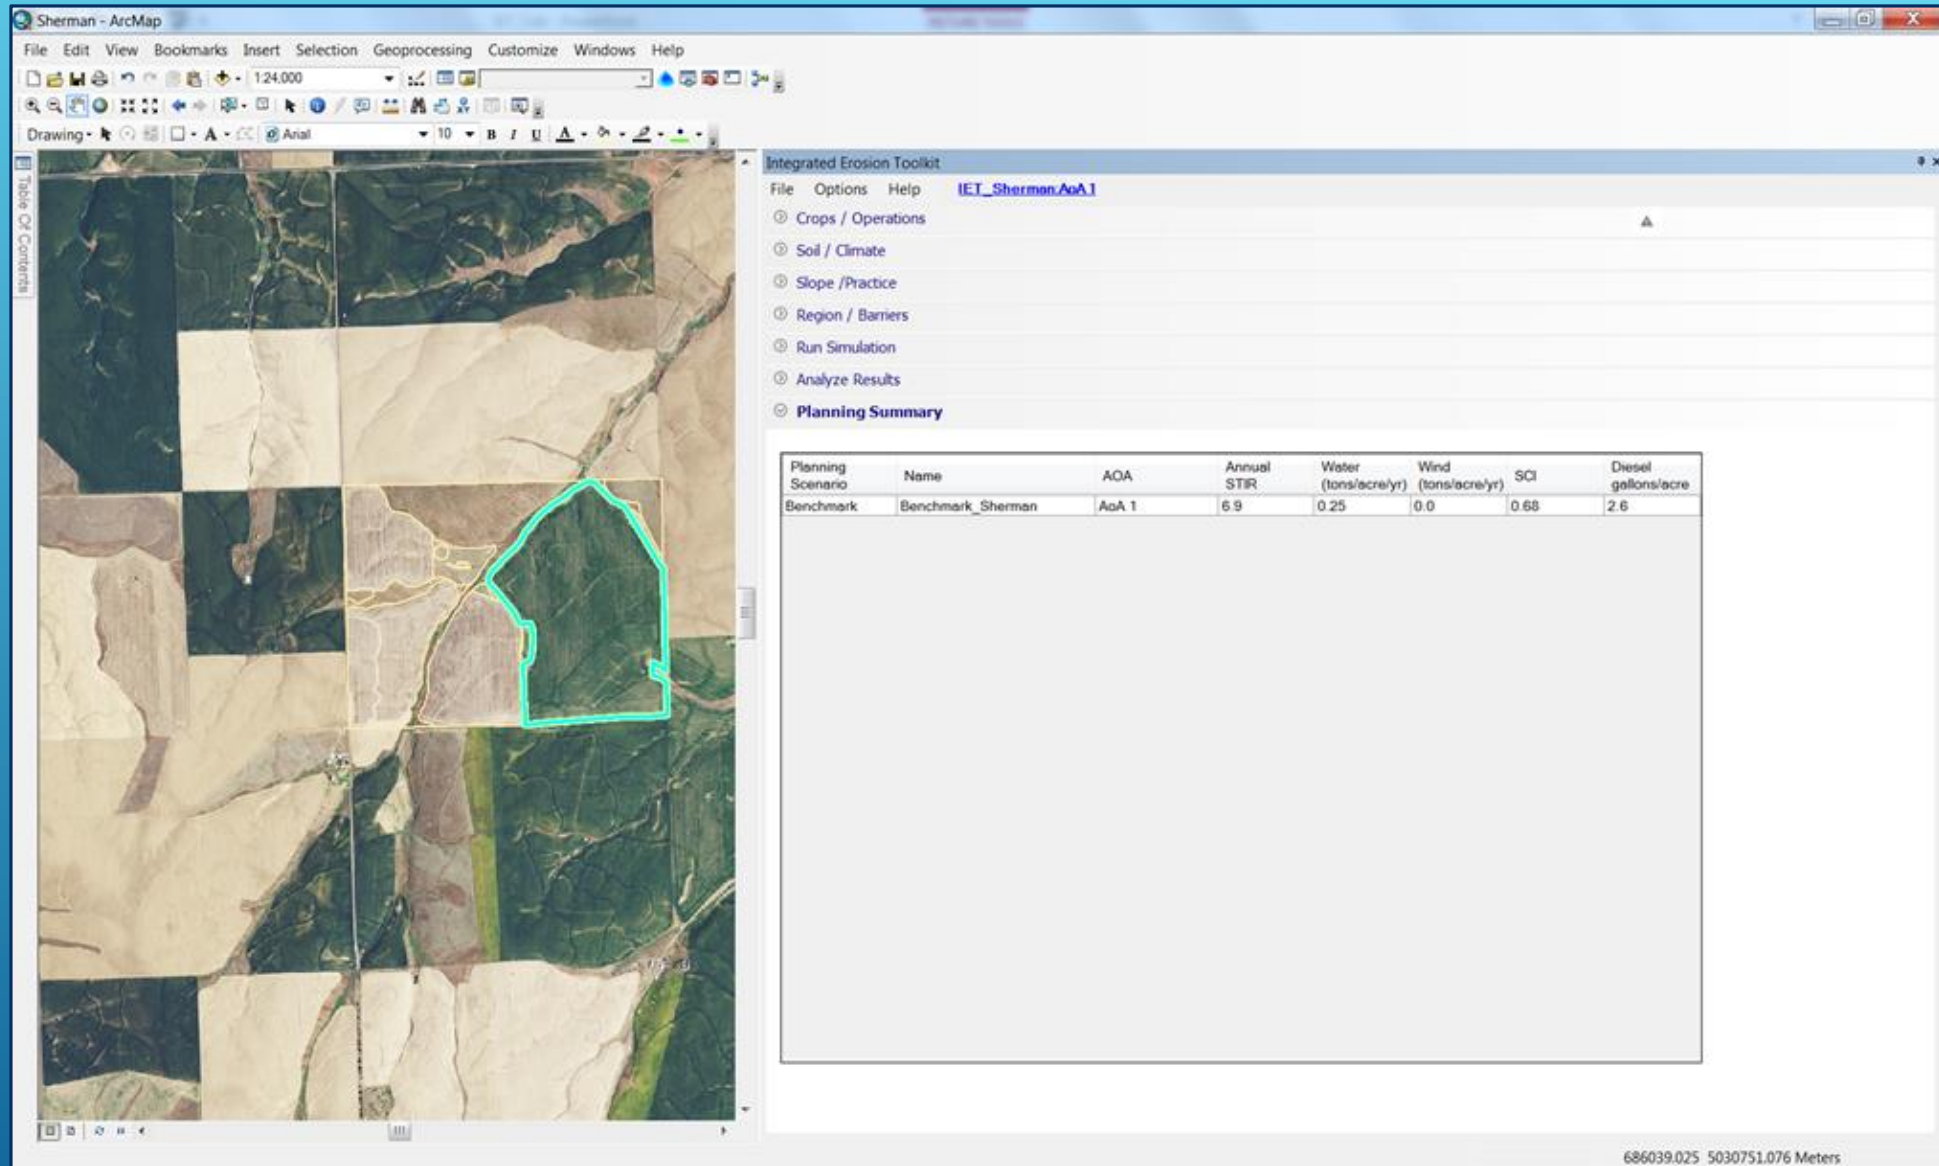 Sherman - ArcMap
File Edit View Bookmarks Insert Selection Geoprocessing Customize Windows Help
1:24,000
Drawing Arial 10 B I U A
Table Of Contents
Integrated Erosion Toolkit
File Options Help IET_Sherman:AoA 1
Crops / Operations
Soil / Climate
Slope /Practice
Region / Barriers
Run Simulation
Analyze Results
Planning Summary
Planning Scenario Name AOA Annual STIR Water (tons/acre/yr) Wind (tons/acre/yr) SCI Diesel gallons/acre
Benchmark Benchmark_Sherman AoA 1 6.9 0.25 0.0 0.68 2.6
686039.025 5030751.076 Meters